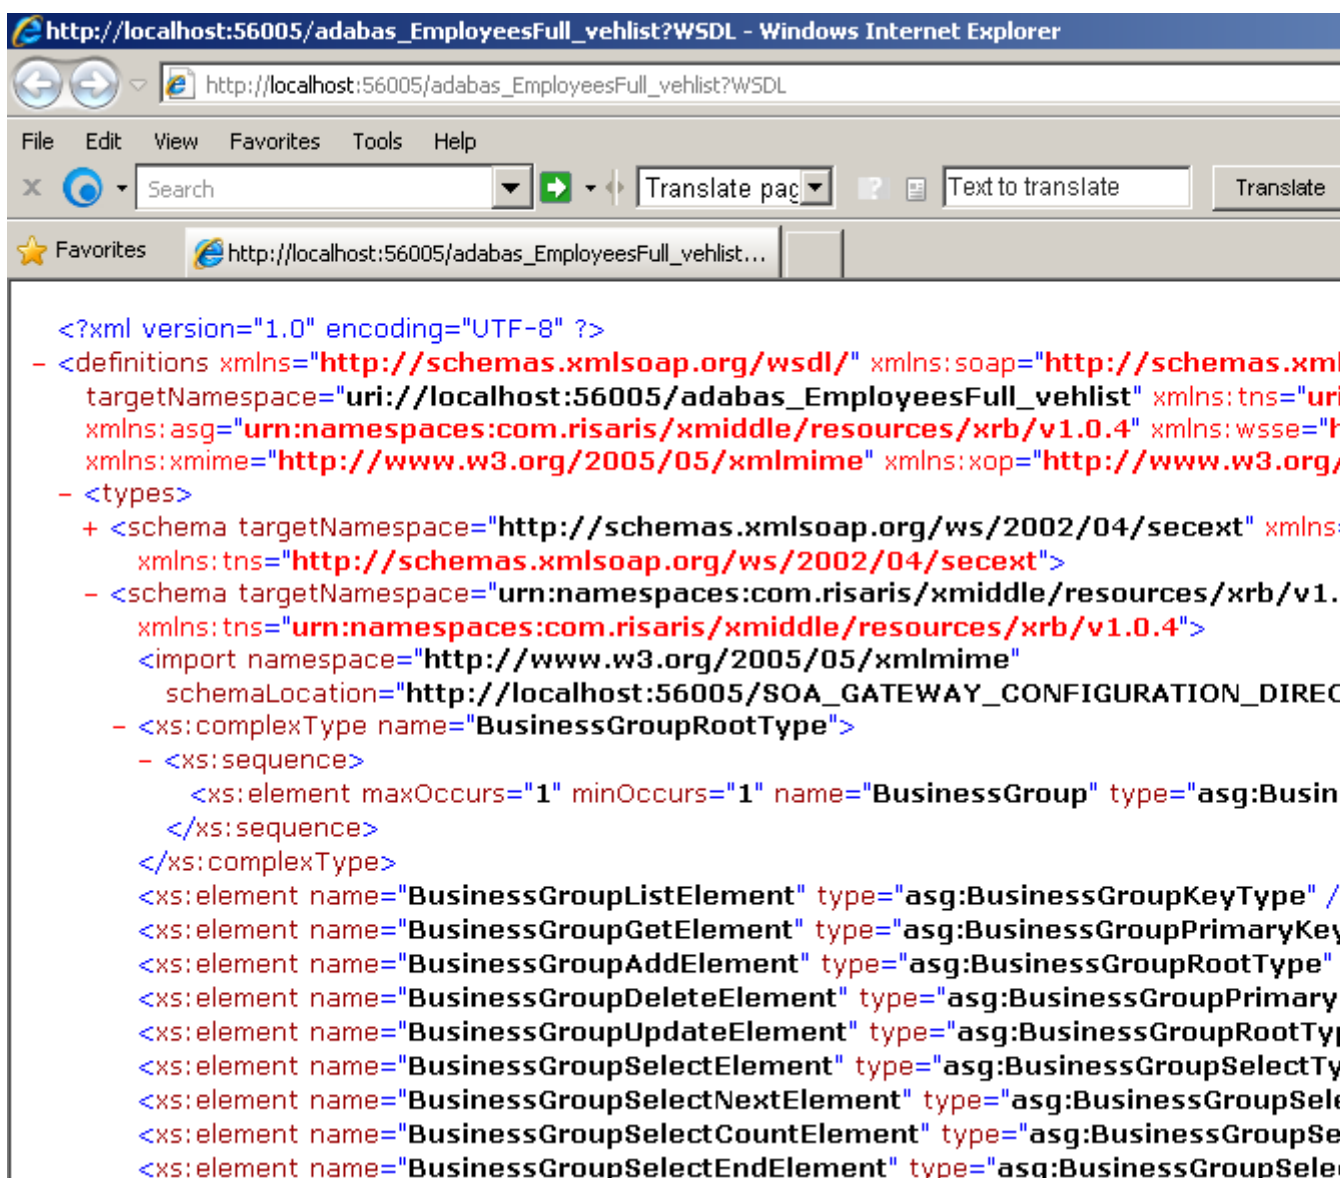 http://localhost:56005/adabas_EmployeesFull_vehlist?WSDL - Windows Internet Explorer
http://localhost:56005/adabas_EmployeesFull_vehlist?WSDL
File Edit View Favorites Tools Help
x Search Translate pag ? Text to translate Translate
Favorites http://localhost:56005/adabas_EmployeesFull_vehlist...
<?xml version="1.0" encoding="UTF-8" ?>
- <definitions xmlns="http://schemas.xmlsoap.org/wsdl/" xmlns:soap="http://schemas.xml
targetNamespace="uri://localhost:56005/adabas_EmployeesFull_vehlist" xmlns:tns="uri
xmlns:asg="urn:namespaces:com.risaris/xmiddle/resources/xrb/v1.0.4" xmlns:wsse="h
xmlns:xmime="http://www.w3.org/2005/05/xmlmime" xmlns:xop="http://www.w3.org/
- <types>
+ <schema targetNamespace="http://schemas.xmlsoap.org/ws/2002/04/secext" xmlns=
xmlns:tns="http://schemas.xmlsoap.org/ws/2002/04/secext">
- <schema targetNamespace="urn:namespaces:com.risaris/xmiddle/resources/xrb/v1.
xmlns:tns="urn:namespaces:com.risaris/xmiddle/resources/xrb/v1.0.4">
<import namespace="http://www.w3.org/2005/05/xmlmime"
schemaLocation="http://localhost:56005/SOA_GATEWAY_CONFIGURATION_DIREC
- <xs:complexType name="BusinessGroupRootType">
- <xs:sequence>
<xs:element maxOccurs="1" minOccurs="1" name="BusinessGroup" type="asg:Busin
</xs:sequence>
</xs:complexType>
<xs:element name="BusinessGroupListElement" type="asg:BusinessGroupKeyType" /
<xs:element name="BusinessGroupGetElement" type="asg:BusinessGroupPrimaryKey
<xs:element name="BusinessGroupAddElement" type="asg:BusinessGroupRootType"
<xs:element name="BusinessGroupDeleteElement" type="asg:BusinessGroupPrimary
<xs:element name="BusinessGroupUpdateElement" type="asg:BusinessGroupRootTyp
<xs:element name="BusinessGroupSelectElement" type="asg:BusinessGroupSelectTy
<xs:element name="BusinessGroupSelectNextElement" type="asg:BusinessGroupSele
<xs:element name="BusinessGroupSelectCountElement" type="asg:BusinessGroupSe
<xs:element name="BusinessGroupSelectEndElement" type="asg:BusinessGroupSelec